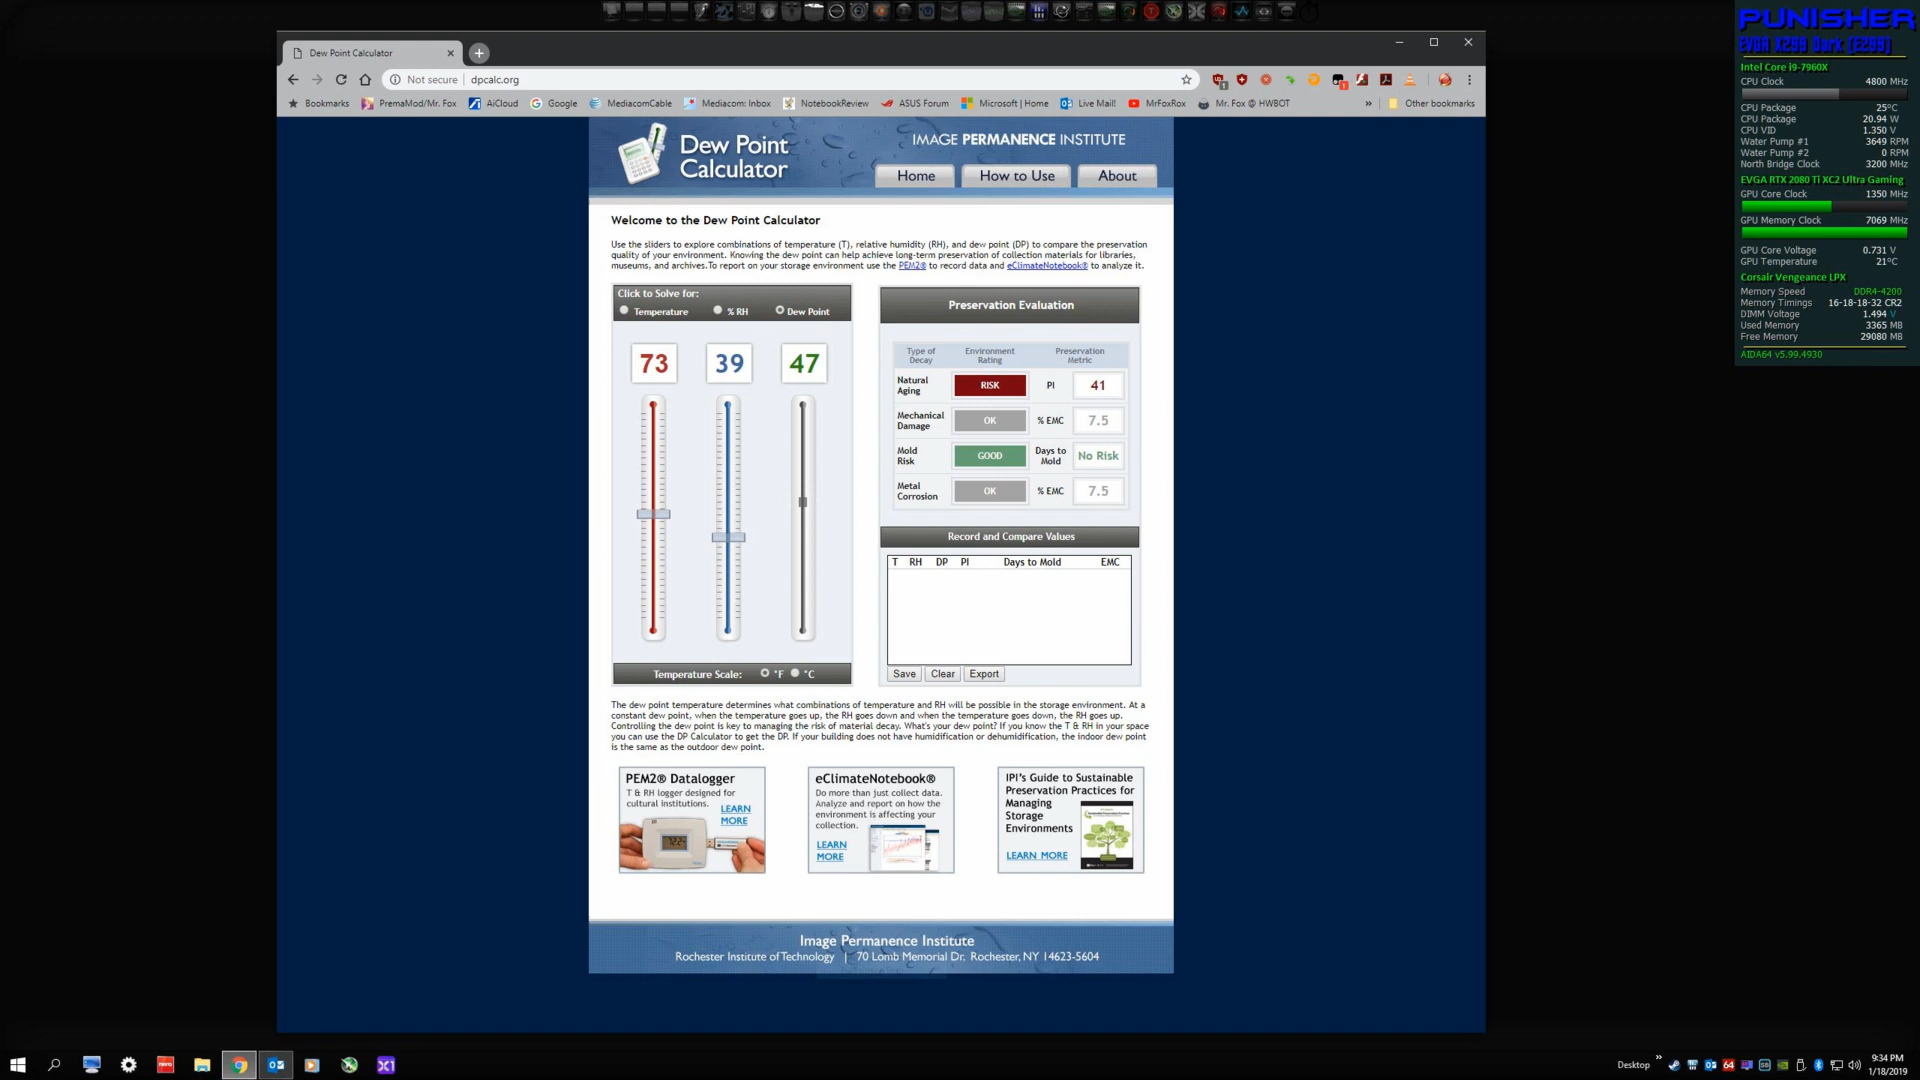 Dew Point Calculator
Not secure | dpcalc.org
Bookmarks PremaMod/Mr. Fox AiCloud Google MediacomCable Mediacom: Inbox NotebookReview ASUS Forum Microsoft | Home Live Mail! MrFoxRox Mr. Fox @ HWBOT » Other bookmarks
Dew Point
Calculator
IMAGE PERMANENCE INSTITUTE
Home How to Use About
Welcome to the Dew Point Calculator
Use the sliders to explore combinations of temperature (T), relative humidity (RH), and dew point (DP) to compare the preservation
quality of your environment. Knowing the dew point can help achieve long-term preservation of collection materials for libraries,
museums, and archives.To report on your storage environment use the PEM2® to record data and eClimateNotebook® to analyze it.
Click to Solve for:
Temperature % RH Dew Point
73 39 47
Temperature Scale: °F °C
Preservation Evaluation
Type of Decay Environment Rating Preservation Metric
Natural Aging RISK PI 41
Mechanical Damage OK % EMC 7.5
Mold Risk GOOD Days to Mold No Risk
Metal Corrosion OK % EMC 7.5
Record and Compare Values
T RH DP PI Days to Mold EMC
Save Clear Export
The dew point temperature determines what combinations of temperature and RH will be possible in the storage environment. At a
constant dew point, when the temperature goes up, the RH goes down and when the temperature goes down, the RH goes up.
Controlling the dew point is key to managing the risk of material decay. What's your dew point? If you know the T & RH in your space
you can use the DP Calculator to get the DP. If your building does not have humidification or dehumidification, the indoor dew point
is the same as the outdoor dew point.
PEM2® Datalogger
T & RH logger designed for
cultural institutions.
LEARN
MORE
eClimateNotebook®
Do more than just collect data.
Analyze and report on how the
environment is affecting your
collection.
LEARN
MORE
IPI's Guide to Sustainable
Preservation Practices for
Managing
Storage
Environments
LEARN MORE
Image Permanence Institute
Rochester Institute of Technology | 70 Lomb Memorial Dr. Rochester, NY 14623-5604
PUNISHER
EVGA X299 Dark (E299)
Intel Core i9-7960X
CPU Clock 4800 MHz
CPU Package 25°C
CPU Package 20.94 W
CPU VID 1.350 V
Water Pump #1 3649 RPM
Water Pump #2 0 RPM
North Bridge Clock 3200 MHz
EVGA RTX 2080 Ti XC2 Ultra Gaming
GPU Core Clock 1350 MHz
GPU Memory Clock 7069 MHz
GPU Core Voltage 0.731 V
GPU Temperature 21°C
Corsair Vengeance LPX
Memory Speed DDR4-4200
Memory Timings 16-18-18-32 CR2
DIMM Voltage 1.494 V
Used Memory 3365 MB
Free Memory 29080 MB
AIDA64 v5.99.4930
Desktop »
64
9:34 PM
1/18/2019